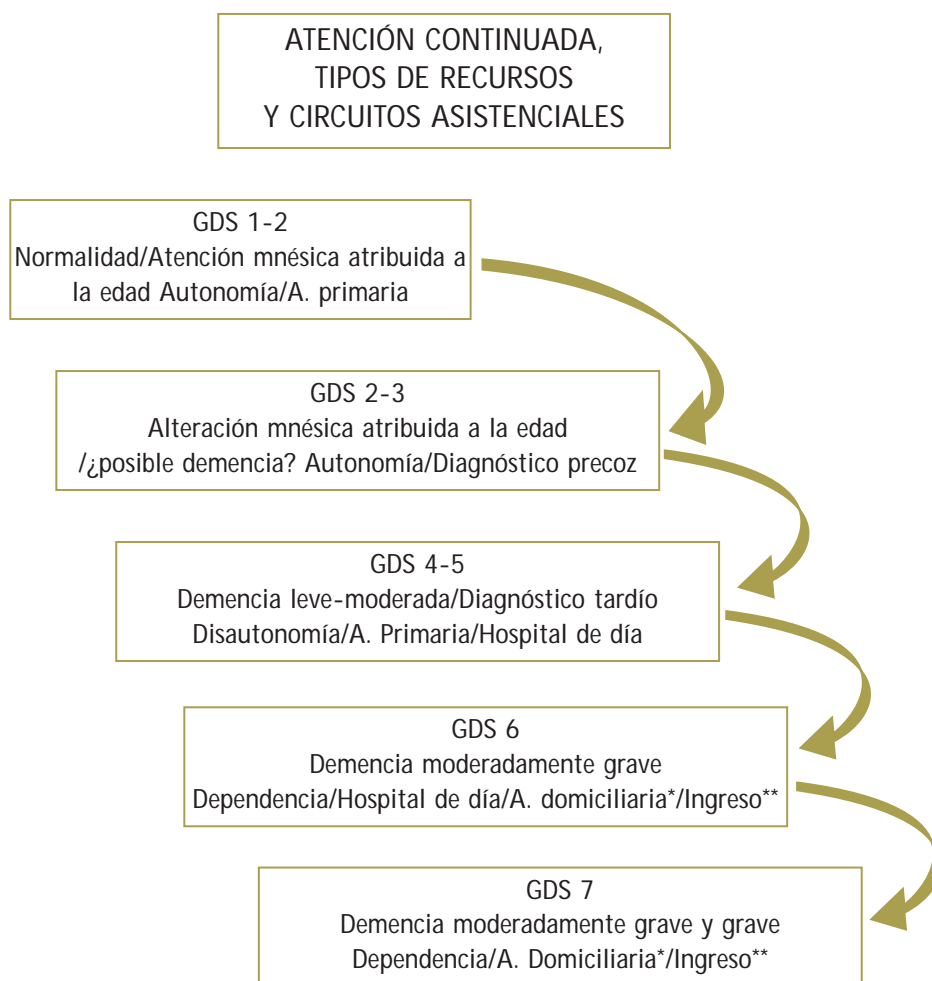 ATENCIÓN CONTINUADA,
TIPOS DE RECURSOS
Y CIRCUITOS ASISTENCIALES
GDS 1-2
Normalidad/Atención mnésica atribuida a
la edad Autonomía/A. primaria
GDS 2-3
Alteración mnésica atribuida a la edad
/¿posible demencia? Autonomía/Diagnóstico precoz
GDS 4-5
Demencia leve-moderada/Diagnóstico tardío
Disautonomía/A. Primaria/Hospital de día
GDS 6
Demencia moderadamente grave
Dependencia/Hospital de día/A. domiciliaria*/Ingreso**
GDS 7
Demencia moderadamente grave y grave
Dependencia/A. Domiciliaria*/Ingreso**